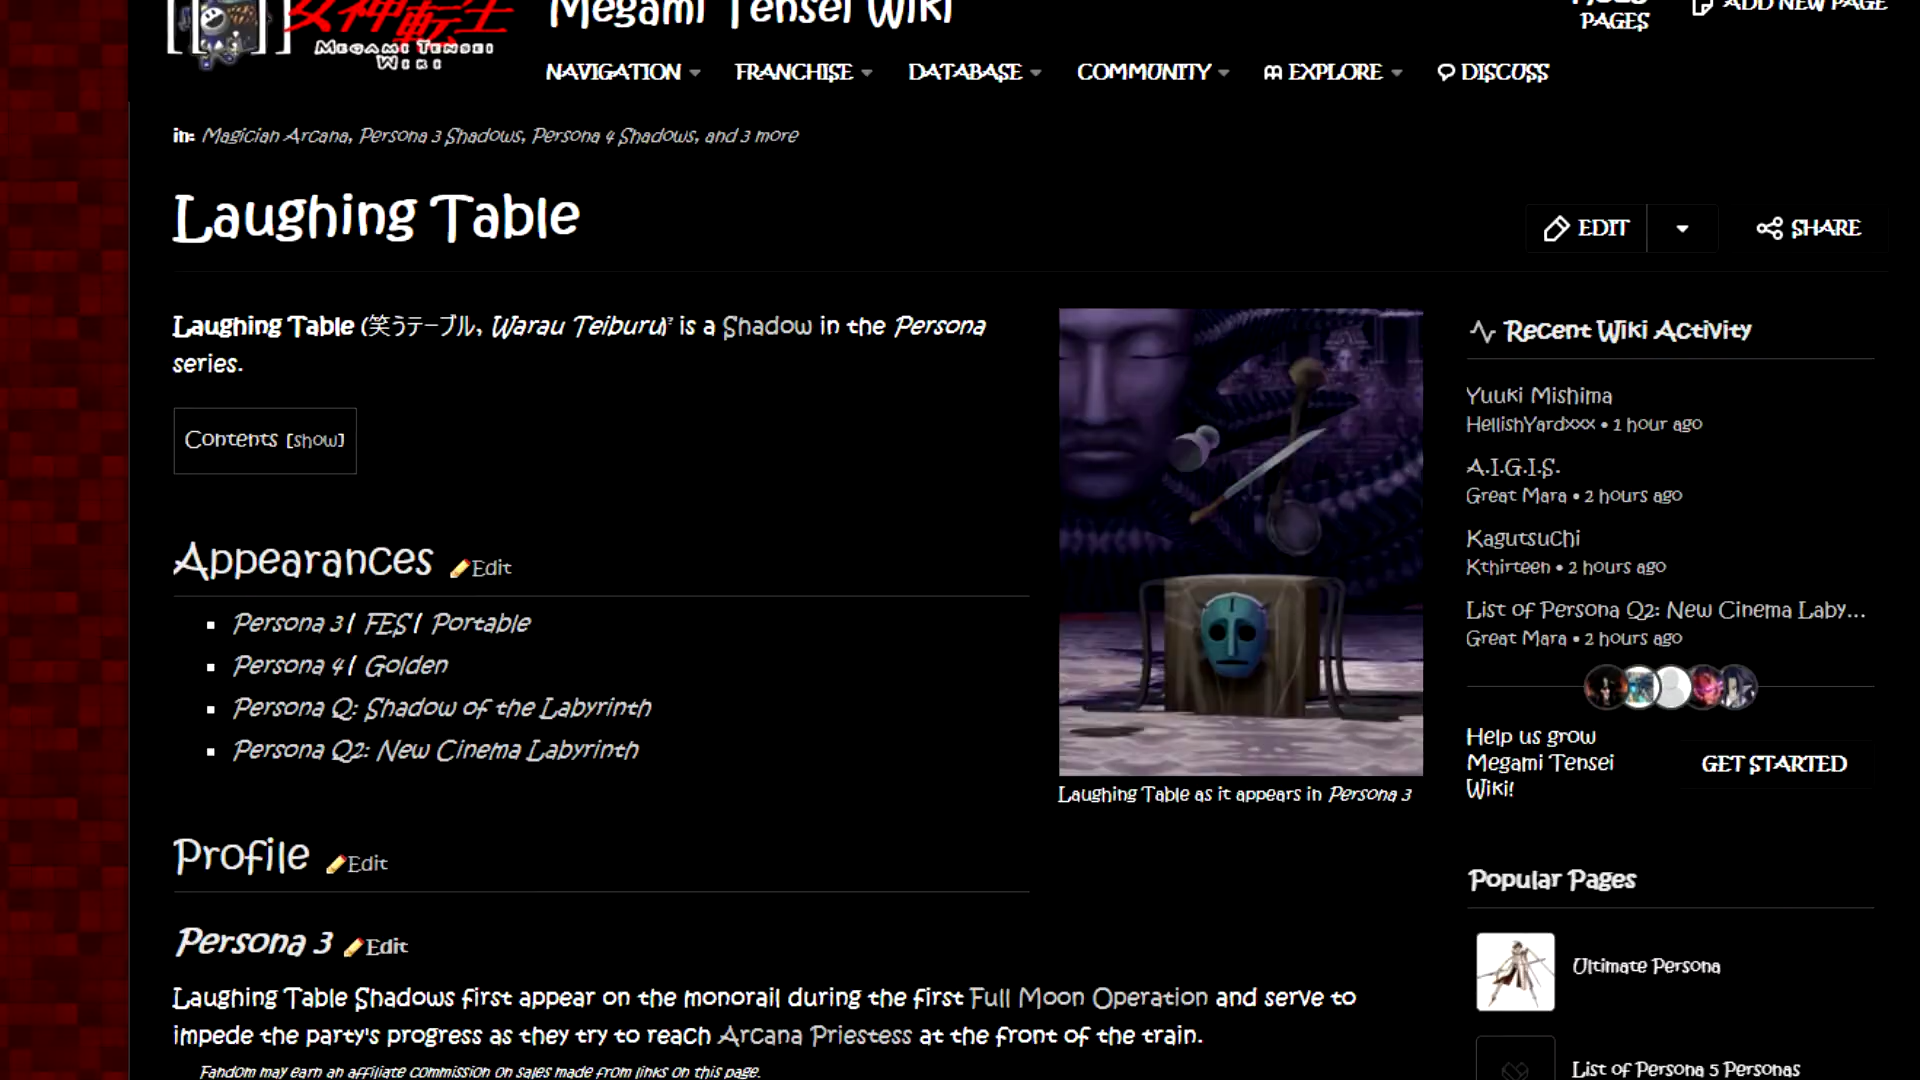 女神転生
MEGAMI TENSEI
WIKI
Megami Tensei Wiki
PAGES
ADD NEW PAGE
NAVIGATION
FRANCHISE
DATABASE
COMMUNITY
EXPLORE
DISCUSS
in: Magician Arcana, Persona 3 Shadows, Persona 4 Shadows, and 3 more
Laughing Table
EDIT
SHARE
Laughing Table (笑うテーブル, Warau Teiburu)? is a Shadow in the Persona
series.
Contents [show]
Appearances Edit
Persona 3 / FES / Portable
Persona 4 / Golden
Persona Q: Shadow of the Labyrinth
Persona Q2: New Cinema Labyrinth
Laughing Table as it appears in Persona 3
Profile Edit
Persona 3 Edit
Laughing Table Shadows first appear on the monorail during the first Full Moon Operation and serve to
impede the party's progress as they try to reach Arcana Priestess at the front of the train.
Fandom may earn an affiliate commission on sales made from links on this page.
Recent Wiki Activity
Yuuki Mishima
HellishYardxxx • 1 hour ago
A.I.G.I.S.
Great Mara • 2 hours ago
Kagutsuchi
Kthirteen • 2 hours ago
List of Persona Q2: New Cinema Laby...
Great Mara • 2 hours ago
Help us grow
Megami Tensei
Wiki!
GET STARTED
Popular Pages
Ultimate Persona
List of Persona 5 Personas